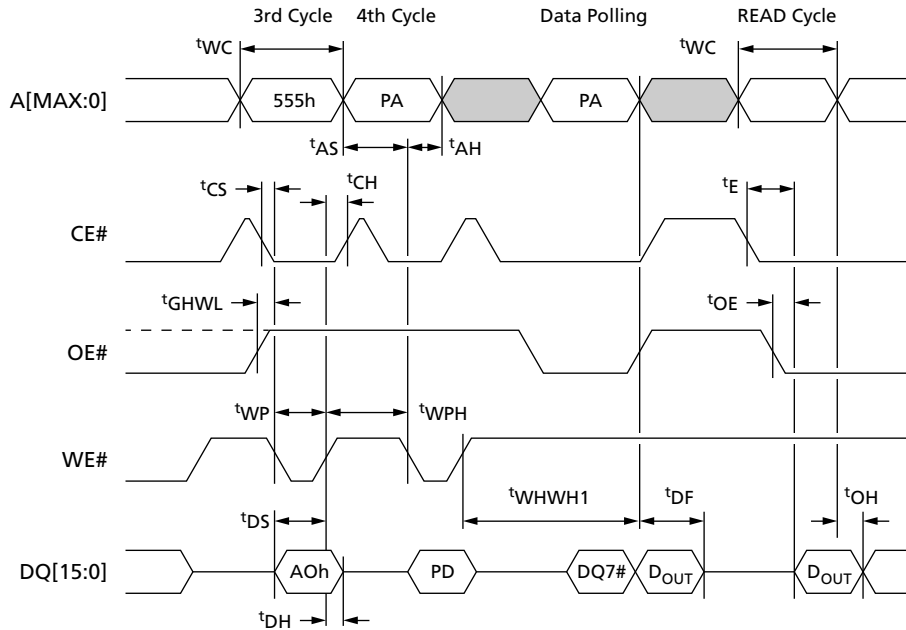 3rd Cycle 4th Cycle Data Polling READ Cycle
tWC tWC
A[MAX:0] 555h PA PA
tAS tAH
tCS tCH tE
CE#
tGHWL tOE
OE#
tWP tWPH
WE#
tWHWH1 tDF tOH
tDS
DQ[15:0] AOh PD DQ7# DOUT DOUT
tDH